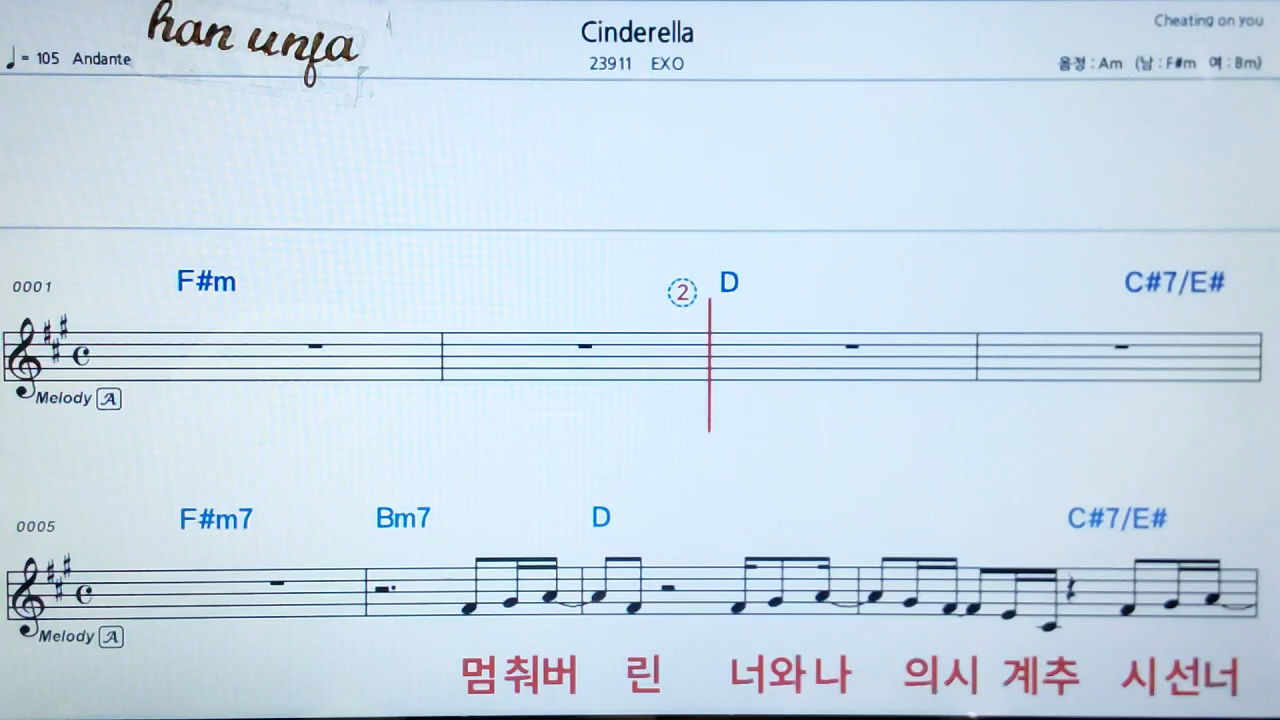 han unfa
Cinderella
Cheating on you
♩= 105 Andante
23911 EXO
음정 : Am (남 : F#m 여 : Bm)
0001 F#m ② D C#7/E#
Melody A
0005 F#m7 Bm7 D C#7/E#
Melody A
멈춰버 린 너와나 의시 계추 시선너